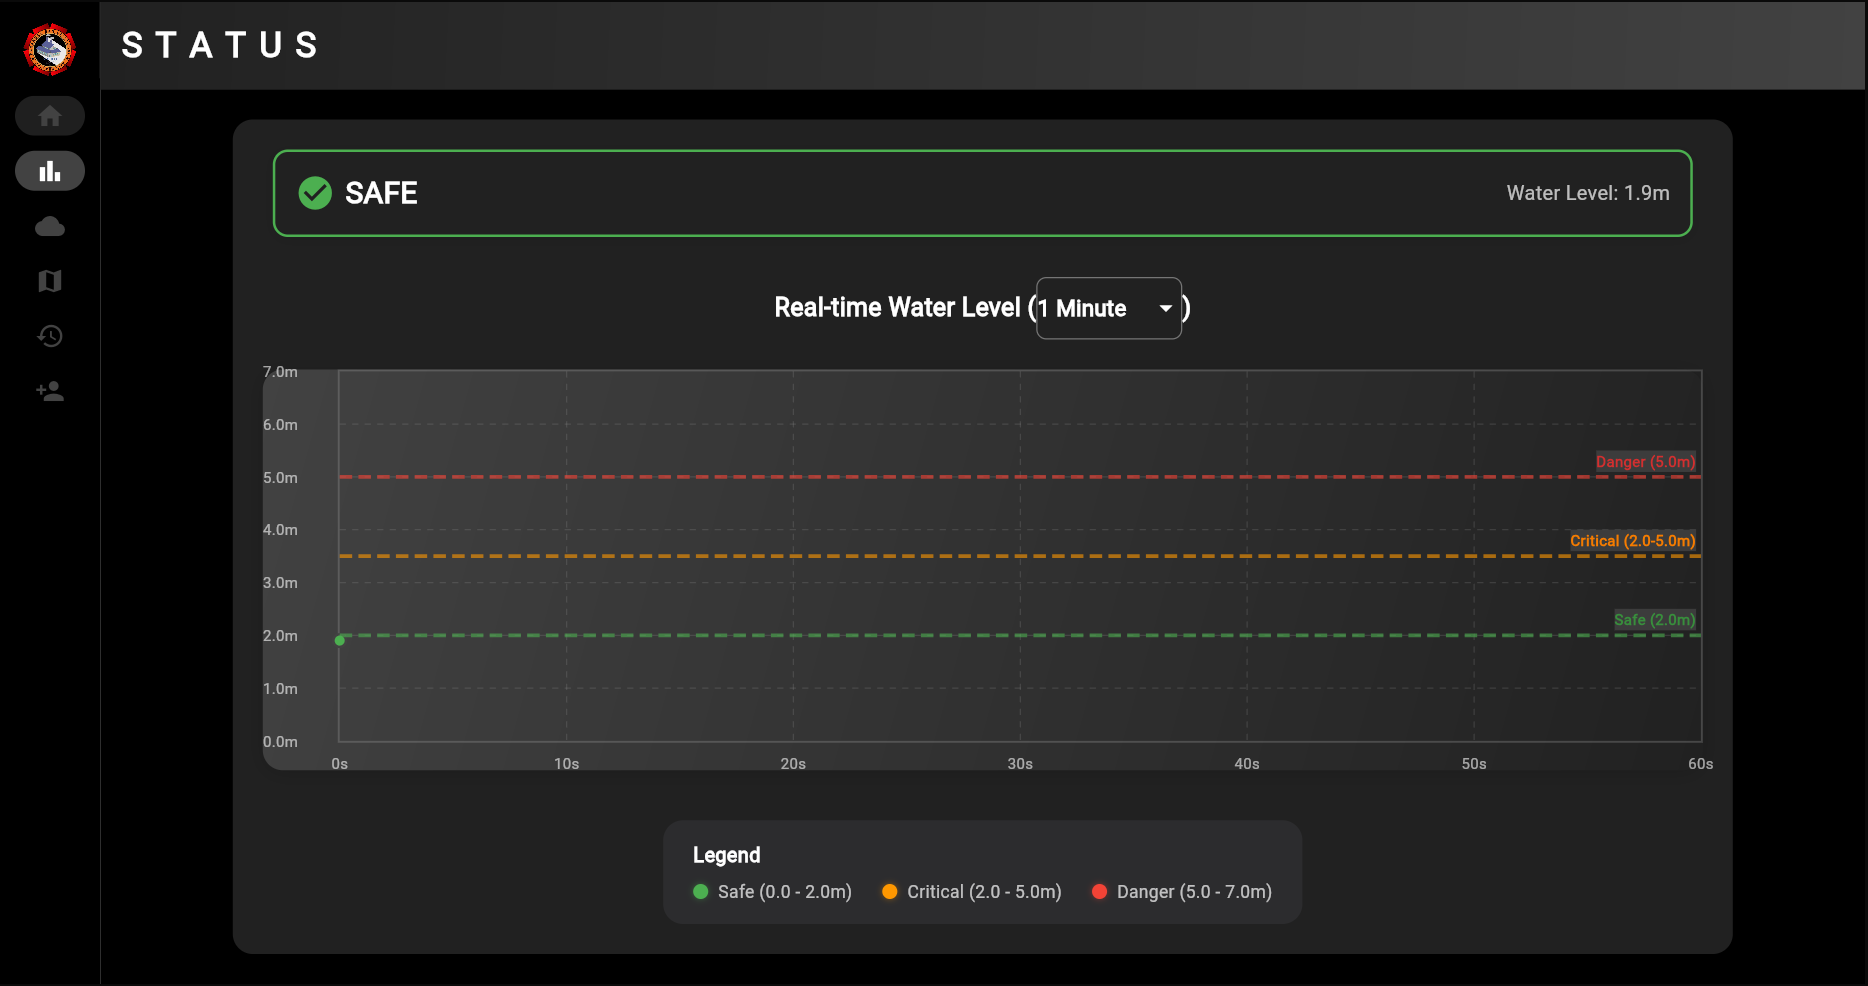 STATUS
SAFE
Water Level: 1.9m
Real-time Water Level (1 Minute)
7.0m
6.0m
5.0m
4.0m
3.0m
2.0m
1.0m
0.0m
Danger (5.0m)
Critical (2.0-5.0m)
Safe (2.0m)
0s 10s 20s 30s 40s 50s 60s
Legend
Safe (0.0 - 2.0m) Critical (2.0 - 5.0m) Danger (5.0 - 7.0m)